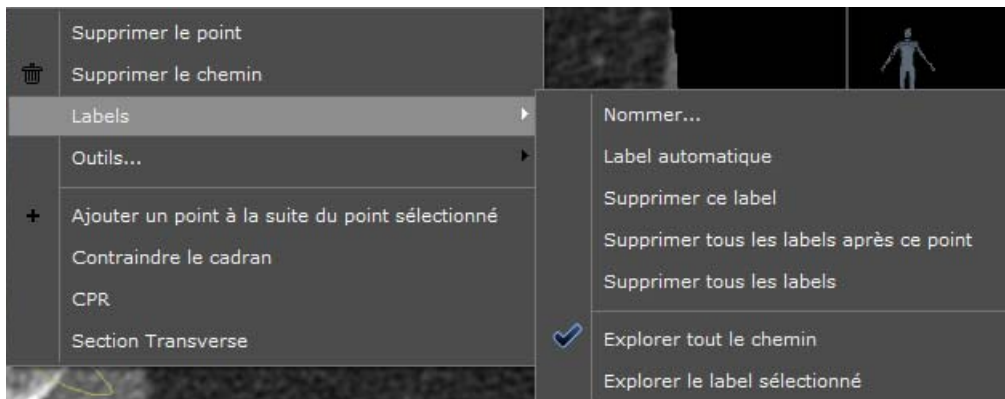 Supprimer le point
Supprimer le chemin
Labels
Outils...
Ajouter un point à la suite du point sélectionné
Contraindre le cadran
CPR
Section Transverse
Nommer...
Label automatique
Supprimer ce label
Supprimer tous les labels après ce point
Supprimer tous les labels
Explorer tout le chemin
Explorer le label sélectionné